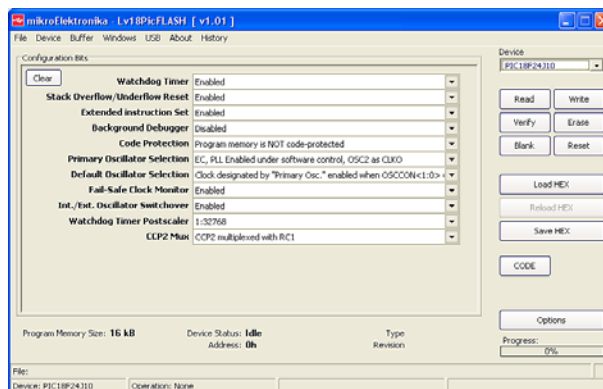 mikroElektronika - Lv18PicFLASH [ v1.01 ]
File Device Buffer Windows USB About History
Configuration Bits
Clear
Watchdog Timer Enabled
Stack Overflow/Underflow Reset Enabled
Extended instruction Set Enabled
Background Debugger Disabled
Code Protection Program memory is NOT code-protected
Primary Oscillator Selection EC, PLL Enabled under software control, OSC2 as CLKO
Default Oscillator Selection Clock designated by "Primary Osc." enabled when OSCCON<1:0>
Fail-Safe Clock Monitor Enabled
Int./Ext. Oscillator Switchover Enabled
Watchdog Timer Postscaler 1:32768
CCP2 Mux CCP2 multiplexed with RC1
Device
PIC18F24J10
Read Write
Verify Erase
Blank Reset
Load HEX
Reload HEX
Save HEX
CODE
Options
Progress:
0%
Program Memory Size: 16 kB Device Status: Idle Type
Address: 0h Revision
File:
Device: PIC18F24J10 Operation: None